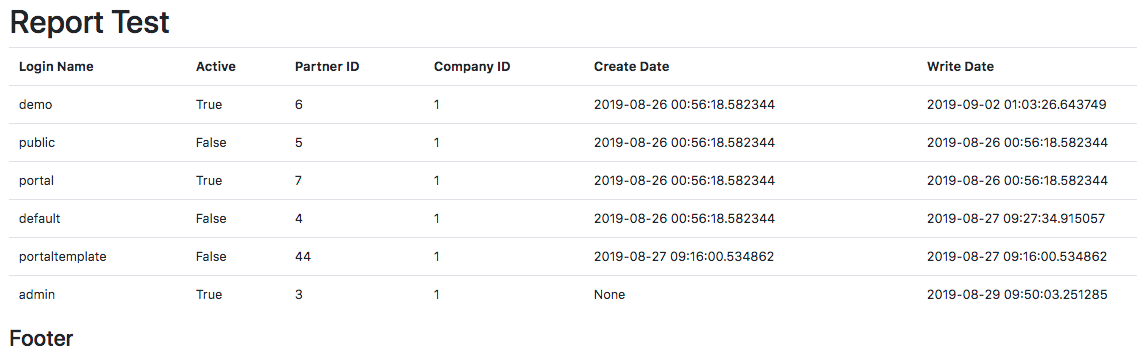 Report Test
Login Name Active Partner ID Company ID Create Date Write Date
demo True 6 1 2019-08-26 00:56:18.582344 2019-09-02 01:03:26.643749
public False 5 1 2019-08-26 00:56:18.582344 2019-08-26 00:56:18.582344
portal True 7 1 2019-08-26 00:56:18.582344 2019-08-26 00:56:18.582344
default False 4 1 2019-08-26 00:56:18.582344 2019-08-27 09:27:34.915057
portaltemplate False 44 1 2019-08-27 09:16:00.534862 2019-08-27 09:16:00.534862
admin True 3 1 None 2019-08-29 09:50:03.251285
Footer